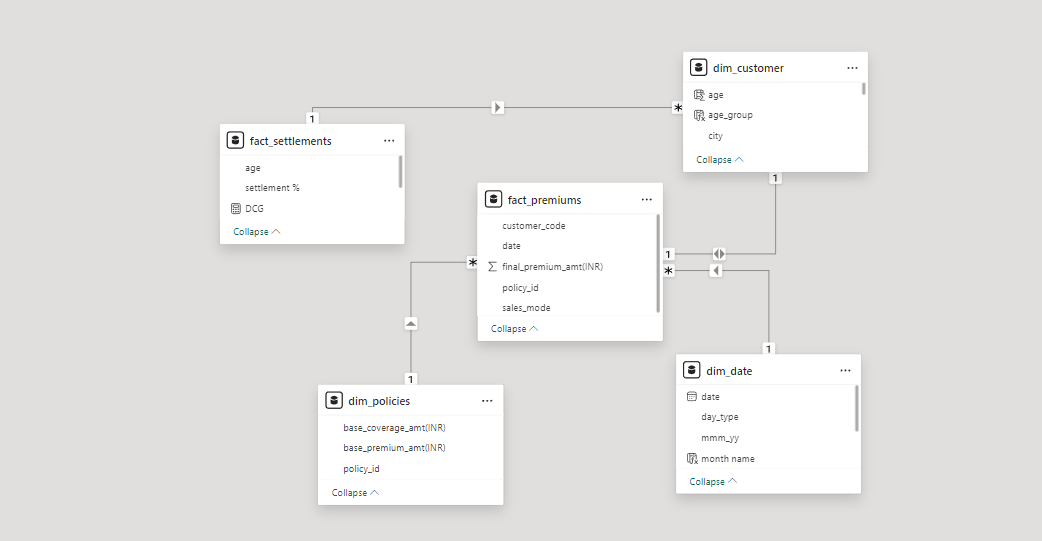 dim_customer
...
age
age_group
city
Collapse
1
*
fact_settlements
...
age
settlement %
DCG
Collapse
1
fact_premiums
...
customer_code
date
∑ final_premium_amt(INR)
policy_id
sales_mode
Collapse
*
1
*
dim_policies
...
base_coverage_amt(INR)
base_premium_amt(INR)
policy_id
Collapse
1
1
dim_date
...
date
day_type
mmm_yy
month name
Collapse